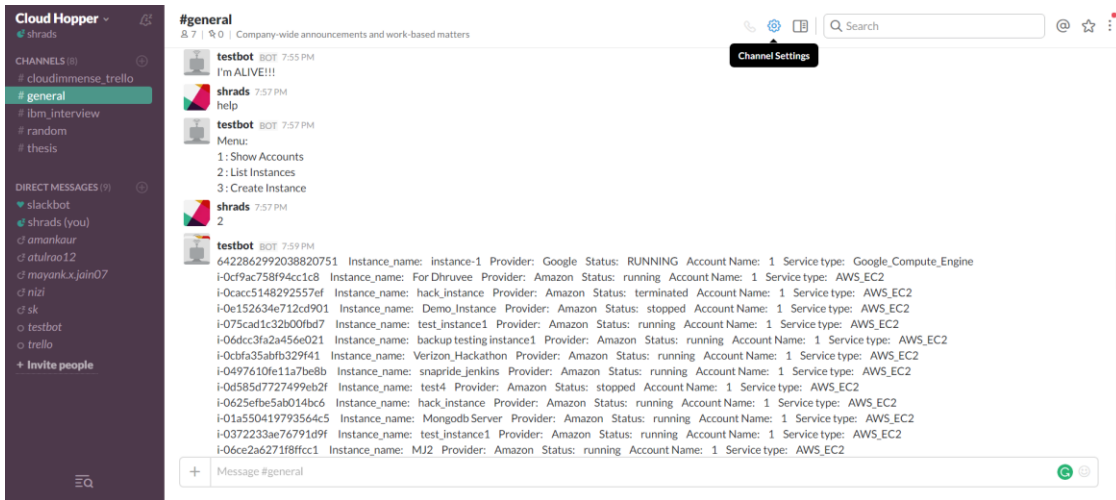 Cloud Hopper
shrads
CHANNELS (8)
# cloudimmense_trello
# general
# ibm_interview
# random
# thesis
DIRECT MESSAGES (9)
slackbot
shrads (you)
amankaur
atulrao12
mayank.x.jain07
nizi
sk
testbot
trello
+ Invite people
#general
7 | 0 | Company-wide announcements and work-based matters
Search
Channel Settings
testbot BOT 7:55 PM
I'm ALIVE!!!
shrads 7:57 PM
help
testbot BOT 7:57 PM
Menu:
1 : Show Accounts
2 : List Instances
3 : Create Instance
shrads 7:57 PM
2
testbot BOT 7:59 PM
6422862992038820751 Instance_name: instance-1 Provider: Google Status: RUNNING Account Name: 1 Service type: Google_Compute_Engine
i-0cf9ac758f94cc1c8 Instance_name: For Dhruvee Provider: Amazon Status: running Account Name: 1 Service type: AWS_EC2
i-0cacc5148292557ef Instance_name: hack_instance Provider: Amazon Status: terminated Account Name: 1 Service type: AWS_EC2
i-0e152634e712cd901 Instance_name: Demo_Instance Provider: Amazon Status: stopped Account Name: 1 Service type: AWS_EC2
i-075cad1c32b00fbd7 Instance_name: test_instance1 Provider: Amazon Status: running Account Name: 1 Service type: AWS_EC2
i-06dcc3fa2a456e021 Instance_name: backup testing instance1 Provider: Amazon Status: running Account Name: 1 Service type: AWS_EC2
i-0cbfa35abfb329f41 Instance_name: Verizon_Hackathon Provider: Amazon Status: running Account Name: 1 Service type: AWS_EC2
i-0497610fe11a7be8b Instance_name: snapride_jenkins Provider: Amazon Status: running Account Name: 1 Service type: AWS_EC2
i-0d585d7727499eb2f Instance_name: test4 Provider: Amazon Status: stopped Account Name: 1 Service type: AWS_EC2
i-0625efbe5ab014bc6 Instance_name: hack_instance Provider: Amazon Status: running Account Name: 1 Service type: AWS_EC2
i-01a550419793564c5 Instance_name: Mongodb Server Provider: Amazon Status: running Account Name: 1 Service type: AWS_EC2
i-0372233ae76791d9f Instance_name: test_instance1 Provider: Amazon Status: running Account Name: 1 Service type: AWS_EC2
i-06ce2a6271f8ffcc1 Instance_name: MJ2 Provider: Amazon Status: running Account Name: 1 Service type: AWS_EC2
Message #general